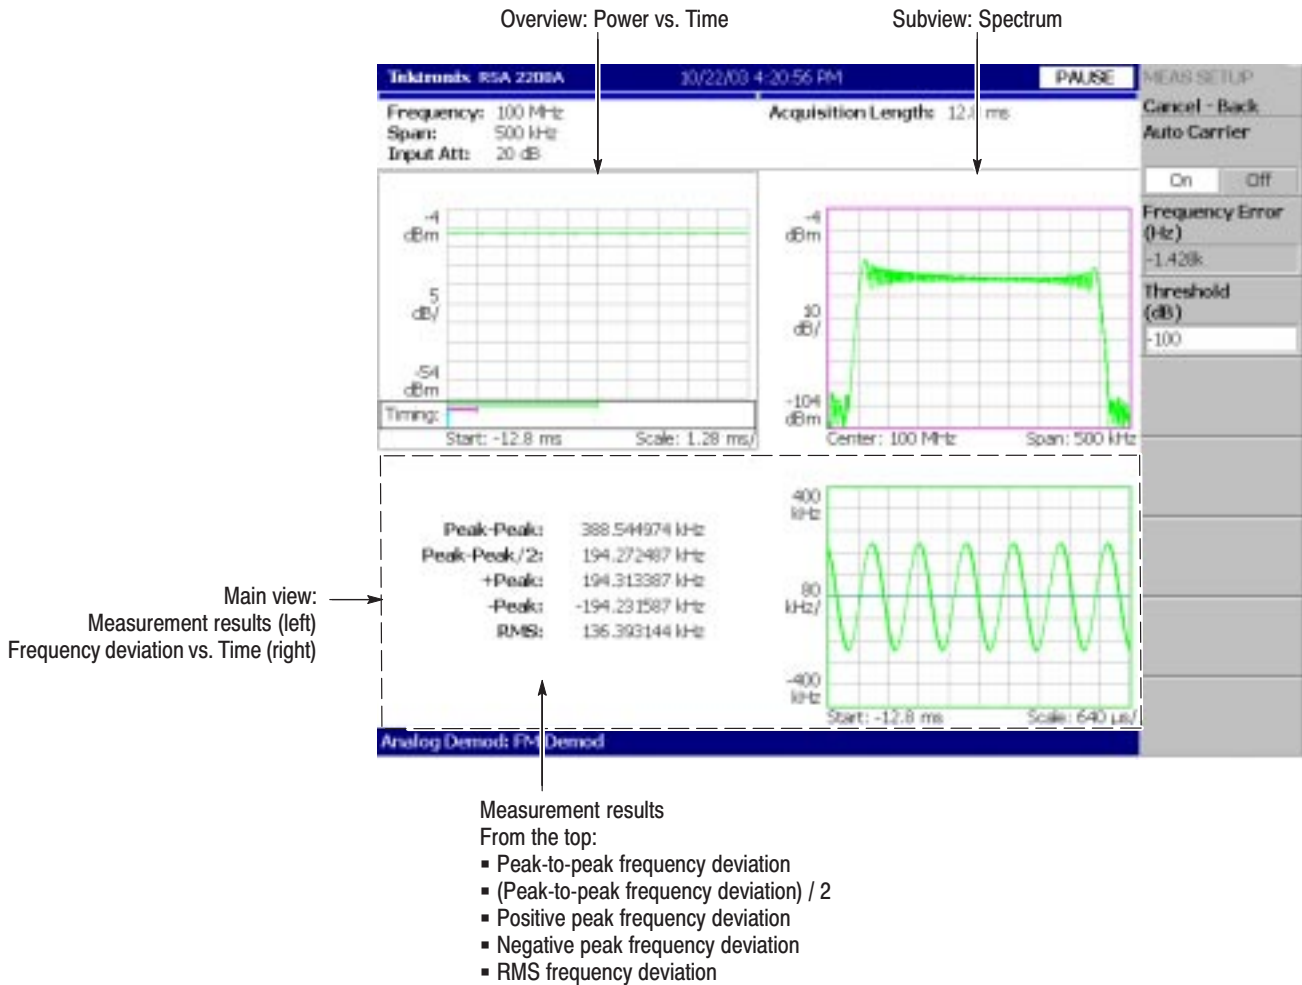 Overview: Power vs. Time
Subview: Spectrum
Tektronix RSA 2200A
10/22/03 4:20:56 PM
PAUSE
MEAS SETUP
Frequency: 100 MHz
Span: 500 kHz
Input Att: 20 dB
Acquisition Length: 12.8 ms
Cancel - Back
Auto Carrier
On Off
Frequency Error
(Hz)
-1.428k
Threshold
(dB)
-100
-4
dBm
5
dB/
-54
dBm
Timing:
Start: -12.8 ms
Scale: 1.28 ms/
-4
dBm
10
dB/
-104
dBm
Center: 100 MHz
Span: 500 kHz
Peak-Peak: 388.544974 kHz
Peak-Peak/2: 194.272487 kHz
+Peak: 194.313387 kHz
-Peak: -194.231587 kHz
RMS: 136.393144 kHz
400
kHz
80
kHz/
-400
kHz
Start: -12.8 ms
Scale: 640 µs/
Analog Demod: FM Demod
Main view:
Measurement results (left)
Frequency deviation vs. Time (right)
Measurement results
From the top:
▪ Peak-to-peak frequency deviation
▪ (Peak-to-peak frequency deviation) / 2
▪ Positive peak frequency deviation
▪ Negative peak frequency deviation
▪ RMS frequency deviation